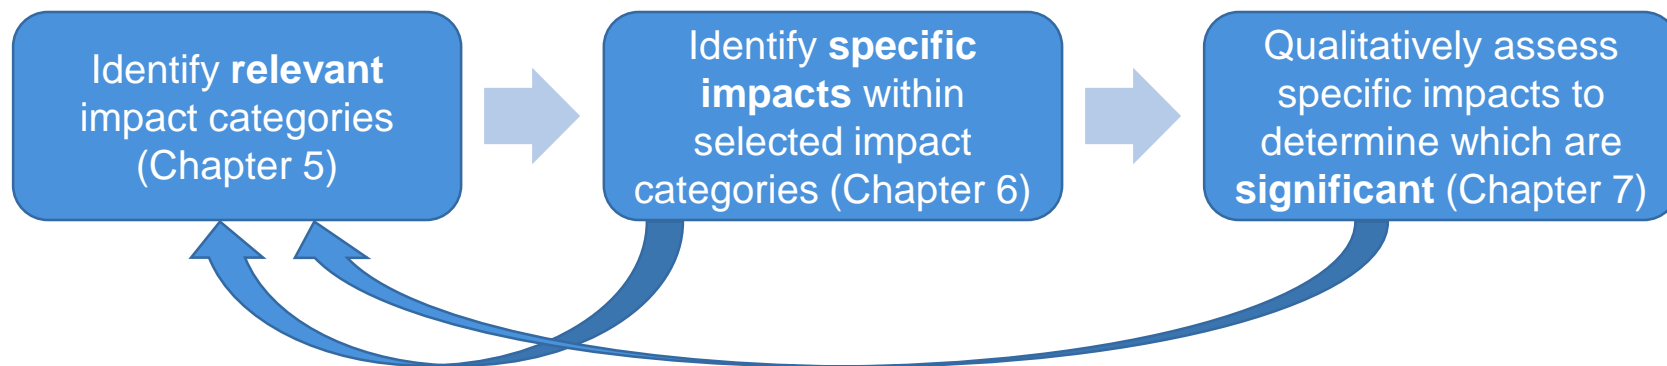 Identify relevant
impact categories
(Chapter 5)
Identify specific
impacts within
selected impact
categories (Chapter 6)
Qualitatively assess
specific impacts to
determine which are
significant (Chapter 7)